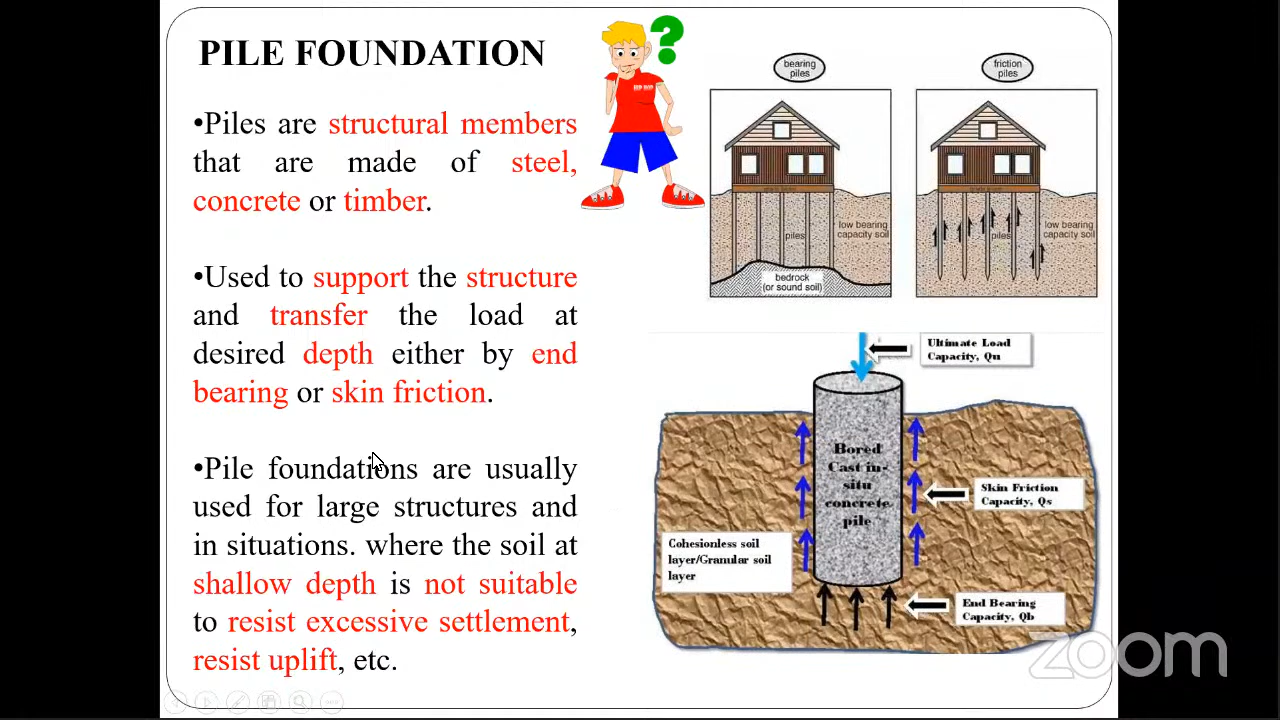 PILE FOUNDATION
•Piles are structural members
that are made of steel,
concrete or timber.
•Used to support the structure
and transfer the load at
desired depth either by end
bearing or skin friction.
•Pile foundations are usually
used for large structures and
in situations. where the soil at
shallow depth is not suitable
to resist excessive settlement,
resist uplift, etc.
HIP HOP
bearing
piles
piles
low bearing
capacity soil
bedrock
(or sound soil)
friction
piles
piles
low bearing
capacity soil
Ultimate Load
Capacity, Qu
Bored
Cast in-
situ
concrete
pile
Skin Friction
Capacity, Qs
Cohesionless soil
layer/Granular soil
layer
End Bearing
Capacity, Qb
zoom